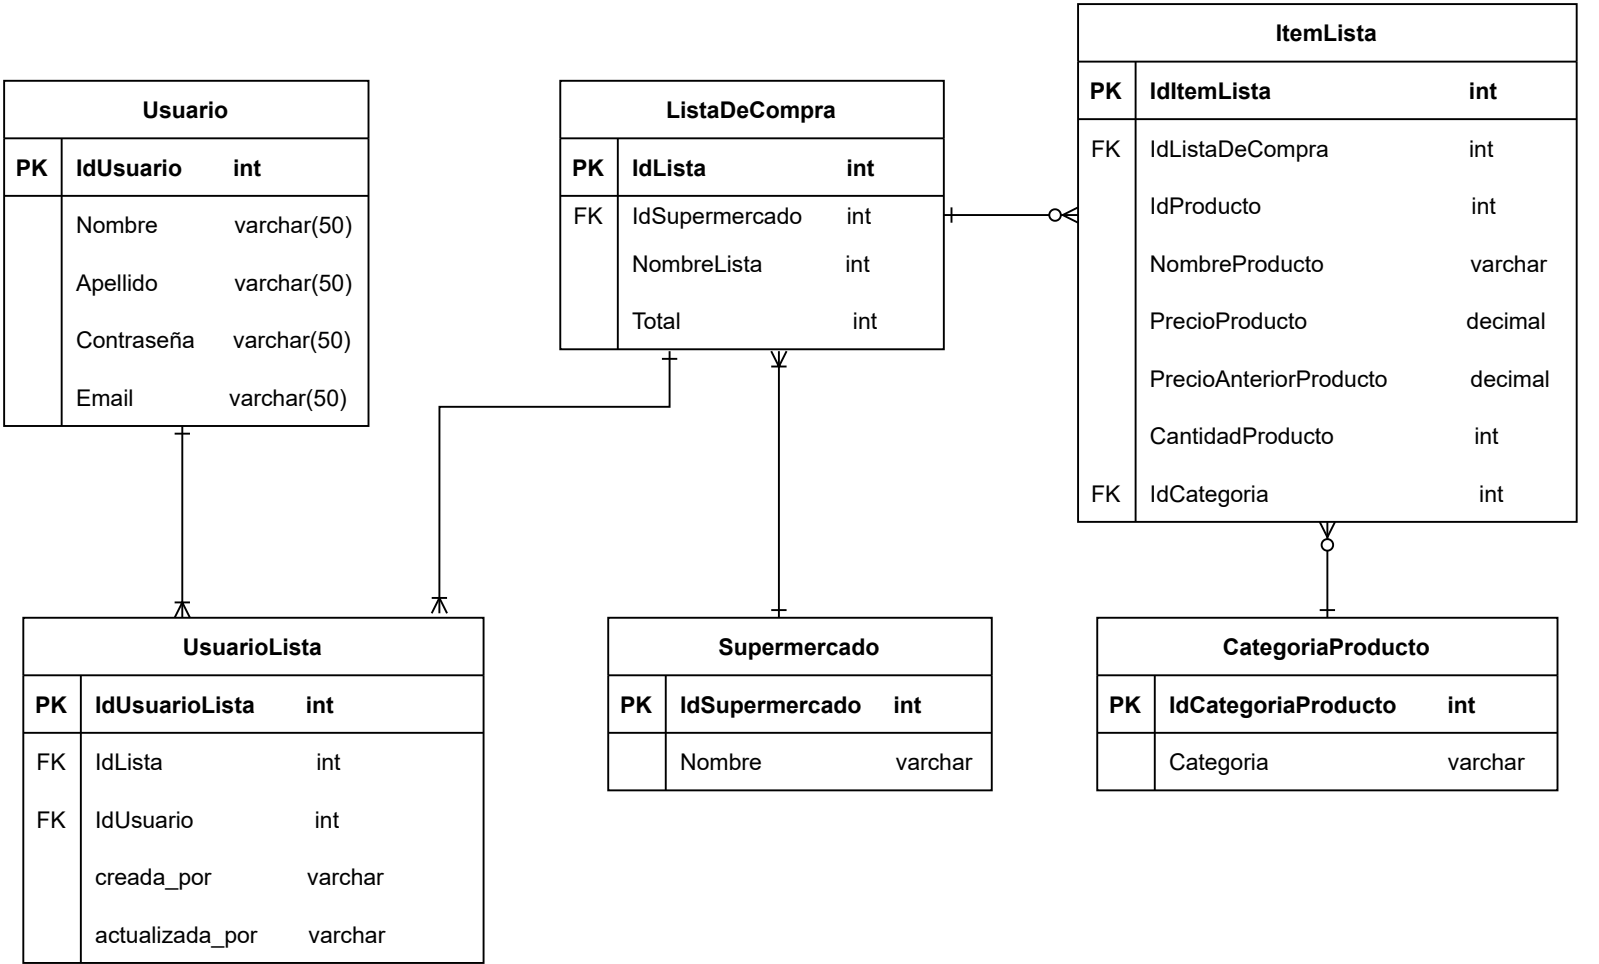 Usuario
PK IdUsuario int
Nombre varchar(50)
Apellido varchar(50)
Contraseña varchar(50)
Email varchar(50)
ListaDeCompra
PK IdLista int
FK IdSupermercado int
NombreLista int
Total int
ItemLista
PK IdItemLista int
FK IdListaDeCompra int
IdProducto int
NombreProducto varchar
PrecioProducto decimal
PrecioAnteriorProducto decimal
CantidadProducto int
FK IdCategoria int
UsuarioLista
PK IdUsuarioLista int
FK IdLista int
FK IdUsuario int
creada_por varchar
actualizada_por varchar
Supermercado
PK IdSupermercado int
Nombre varchar
CategoriaProducto
PK IdCategoriaProducto int
Categoria varchar